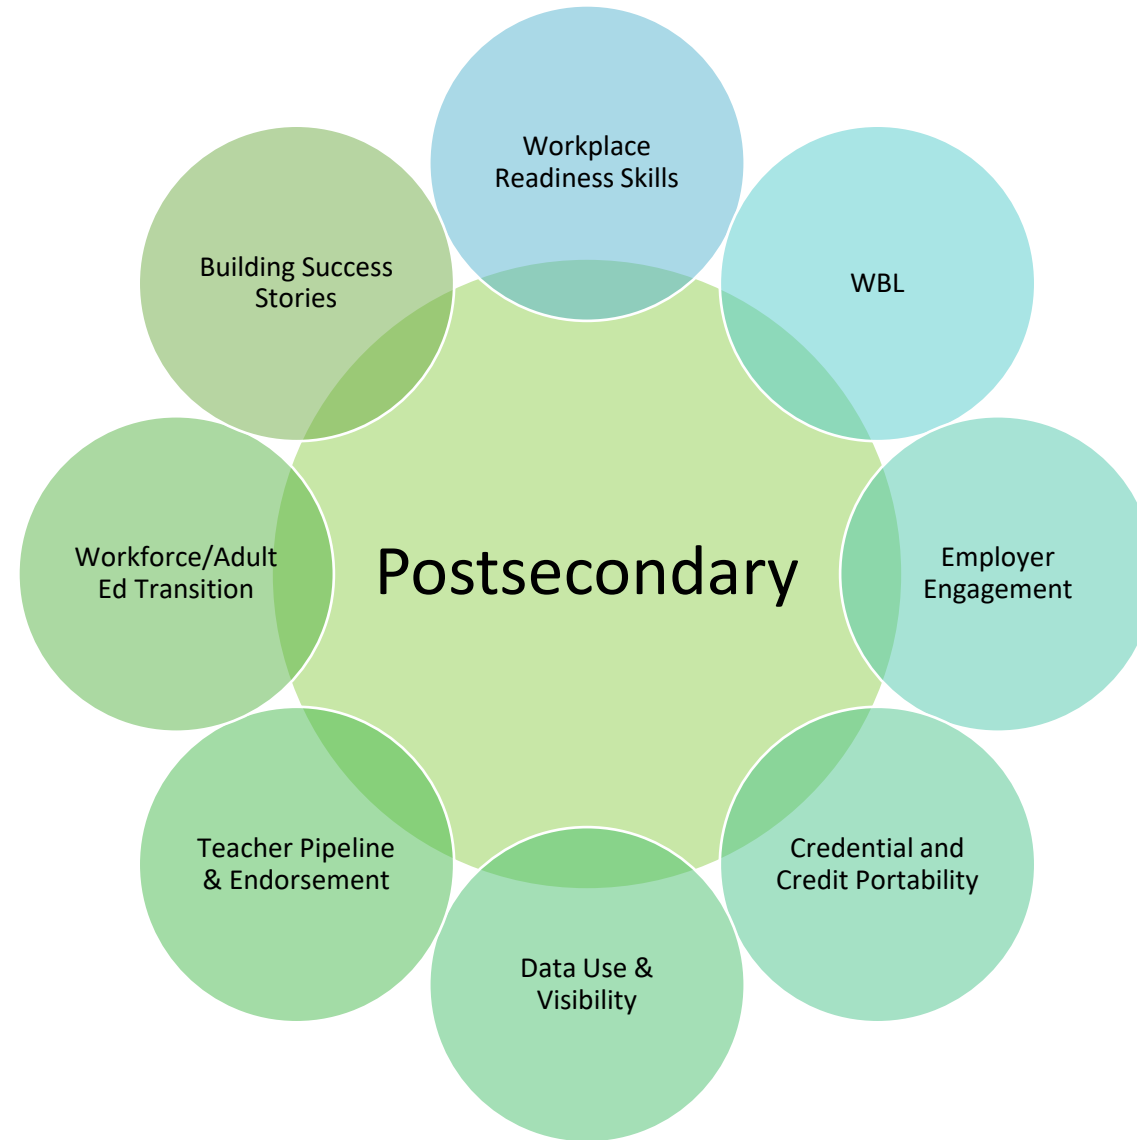 Workplace
Readiness Skills
WBL
Employer
Engagement
Credential and
Credit Portability
Data Use &
Visibility
Teacher Pipeline
& Endorsement
Workforce/Adult
Ed Transition
Building Success
Stories
Postsecondary